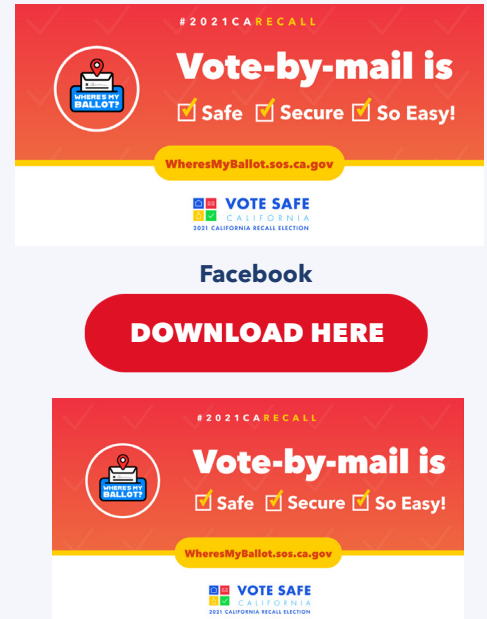 #2021CARECALL
Vote-by-mail is
WHERE'S MY
BALLOT?
Safe Secure So Easy!
WheresMyBallot.sos.ca.gov
VOTE SAFE
CALIFORNIA
2021 CALIFORNIA RECALL ELECTION
Facebook
DOWNLOAD HERE
#2021CARECALL
Vote-by-mail is
WHERE'S MY
BALLOT?
Safe Secure So Easy!
WheresMyBallot.sos.ca.gov
VOTE SAFE
CALIFORNIA
2021 CALIFORNIA RECALL ELECTION